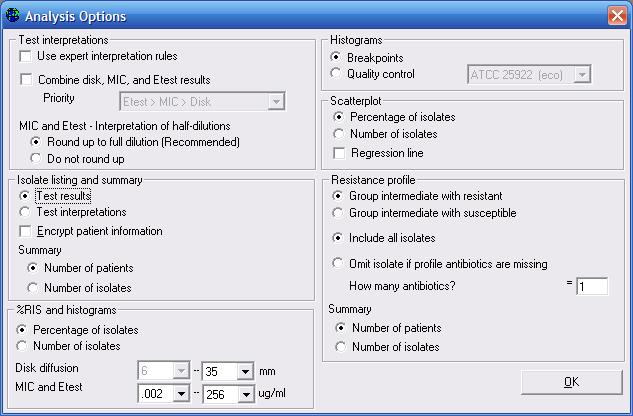 Analysis Options
Test interpretations
Use expert interpretation rules
Combine disk, MIC, and Etest results
Priority Etest > MIC > Disk
MIC and Etest - Interpretation of half-dilutions
Round up to full dilution (Recommended)
Do not round up
Isolate listing and summary
Test results
Test interpretations
Encrypt patient information
Summary
Number of patients
Number of isolates
%RIS and histograms
Percentage of isolates
Number of isolates
Disk diffusion 6 -- 35 mm
MIC and Etest .002 -- 256 ug/ml
Histograms
Breakpoints
Quality control ATCC 25922 (eco)
Scatterplot
Percentage of isolates
Number of isolates
Regression line
Resistance profile
Group intermediate with resistant
Group intermediate with susceptible
Include all isolates
Omit isolate if profile antibiotics are missing
How many antibiotics? = 1
Summary
Number of patients
Number of isolates
OK